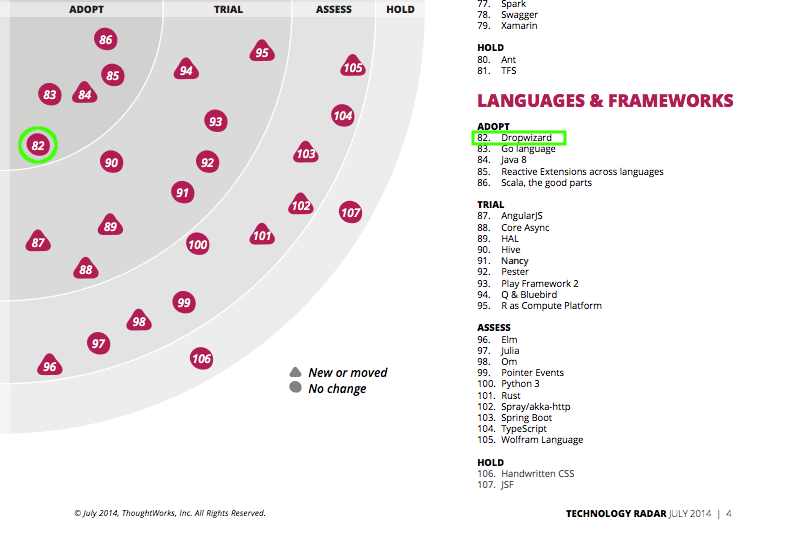 ADOPT
TRIAL
ASSESS
HOLD
86
85
83
84
82
95
94
105
93
104
90
92
103
91
102
107
89
87
101
100
88
99
98
97
96
106
New or moved
No change
© July 2014, ThoughtWorks, Inc. All Rights Reserved.
77. Spark
78. Swagger
79. Xamarin
HOLD
80. Ant
81. TFS
LANGUAGES & FRAMEWORKS
ADOPT
82. Dropwizard
83. Go language
84. Java 8
85. Reactive Extensions across languages
86. Scala, the good parts
TRIAL
87. AngularJS
88. Core Async
89. HAL
90. Hive
91. Nancy
92. Pester
93. Play Framework 2
94. Q & Bluebird
95. R as Compute Platform
ASSESS
96. Elm
97. Julia
98. Om
99. Pointer Events
100. Python 3
101. Rust
102. Spray/akka-http
103. Spring Boot
104. TypeScript
105. Wolfram Language
HOLD
106. Handwritten CSS
107. JSF
TECHNOLOGY RADAR JULY 2014 | 4